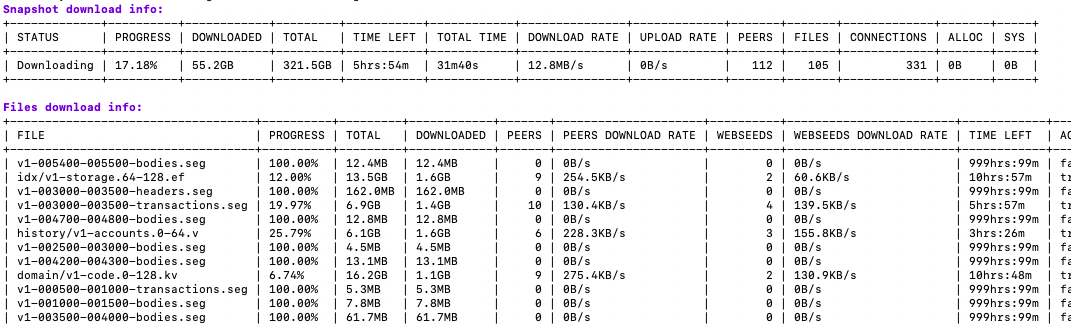 Snapshot download info:
| STATUS | PROGRESS | DOWNLOADED | TOTAL | TIME LEFT | TOTAL TIME | DOWNLOAD RATE | UPLOAD RATE | PEERS | FILES | CONNECTIONS | ALLOC | SYS |
| Downloading | 17.18% | 55.2GB | 321.5GB | 5hrs:54m | 31m40s | 12.8MB/s | 0B/s | 112 | 105 | 331 | 0B | 0B |
Files download info:
| FILE | PROGRESS | TOTAL | DOWNLOADED | PEERS | PEERS DOWNLOAD RATE | WEBSEEDS | WEBSEEDS DOWNLOAD RATE | TIME LEFT | AC
| v1-005400-005500-bodies.seg | 100.00% | 12.4MB | 12.4MB | 0 | 0B/s | 0 | 0B/s | 999hrs:99m | fa
| idx/v1-storage.64-128.ef | 12.00% | 13.5GB | 1.6GB | 9 | 254.5KB/s | 2 | 60.6KB/s | 10hrs:57m | tr
| v1-003000-003500-headers.seg | 100.00% | 162.0MB | 162.0MB | 0 | 0B/s | 0 | 0B/s | 999hrs:99m | fa
| v1-003000-003500-transactions.seg | 19.97% | 6.9GB | 1.4GB | 10 | 130.4KB/s | 4 | 139.5KB/s | 5hrs:57m | tr
| v1-004700-004800-bodies.seg | 100.00% | 12.8MB | 12.8MB | 0 | 0B/s | 0 | 0B/s | 999hrs:99m | fa
| history/v1-accounts.0-64.v | 25.79% | 6.1GB | 1.6GB | 6 | 228.3KB/s | 3 | 155.8KB/s | 3hrs:26m | tr
| v1-002500-003000-bodies.seg | 100.00% | 4.5MB | 4.5MB | 0 | 0B/s | 0 | 0B/s | 999hrs:99m | fa
| v1-004200-004300-bodies.seg | 100.00% | 13.1MB | 13.1MB | 0 | 0B/s | 0 | 0B/s | 999hrs:99m | fa
| domain/v1-code.0-128.kv | 6.74% | 16.2GB | 1.1GB | 9 | 275.4KB/s | 2 | 130.9KB/s | 10hrs:48m | tr
| v1-000500-001000-transactions.seg | 100.00% | 5.3MB | 5.3MB | 0 | 0B/s | 0 | 0B/s | 999hrs:99m | fa
| v1-001000-001500-bodies.seg | 100.00% | 7.8MB | 7.8MB | 0 | 0B/s | 0 | 0B/s | 999hrs:99m | fa
| v1-003500-004000-bodies.seg | 100.00% | 61.7MB | 61.7MB | 0 | 0B/s | 0 | 0B/s | 999hrs:99m | fa